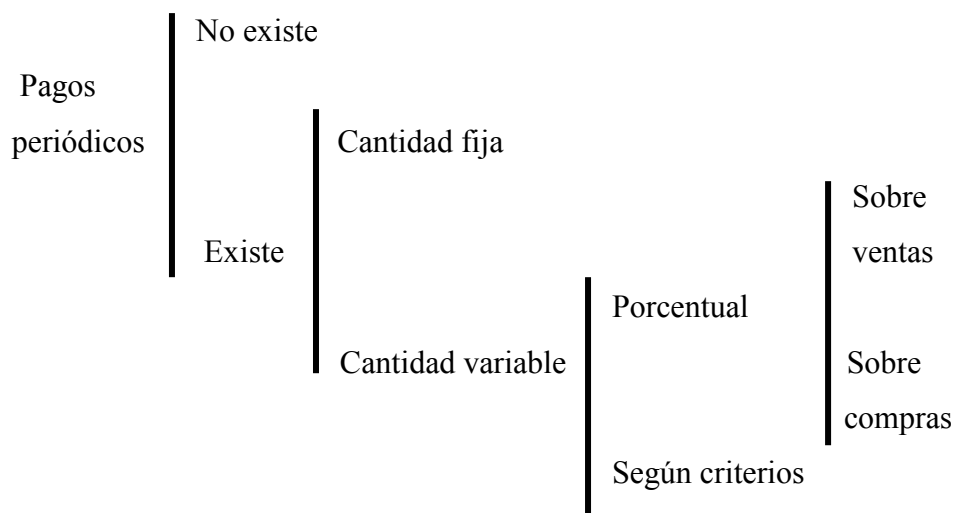 No existe
Pagos
periódicos
Cantidad fija
Existe
Sobre
ventas
Porcentual
Cantidad variable
Sobre
compras
Según criterios